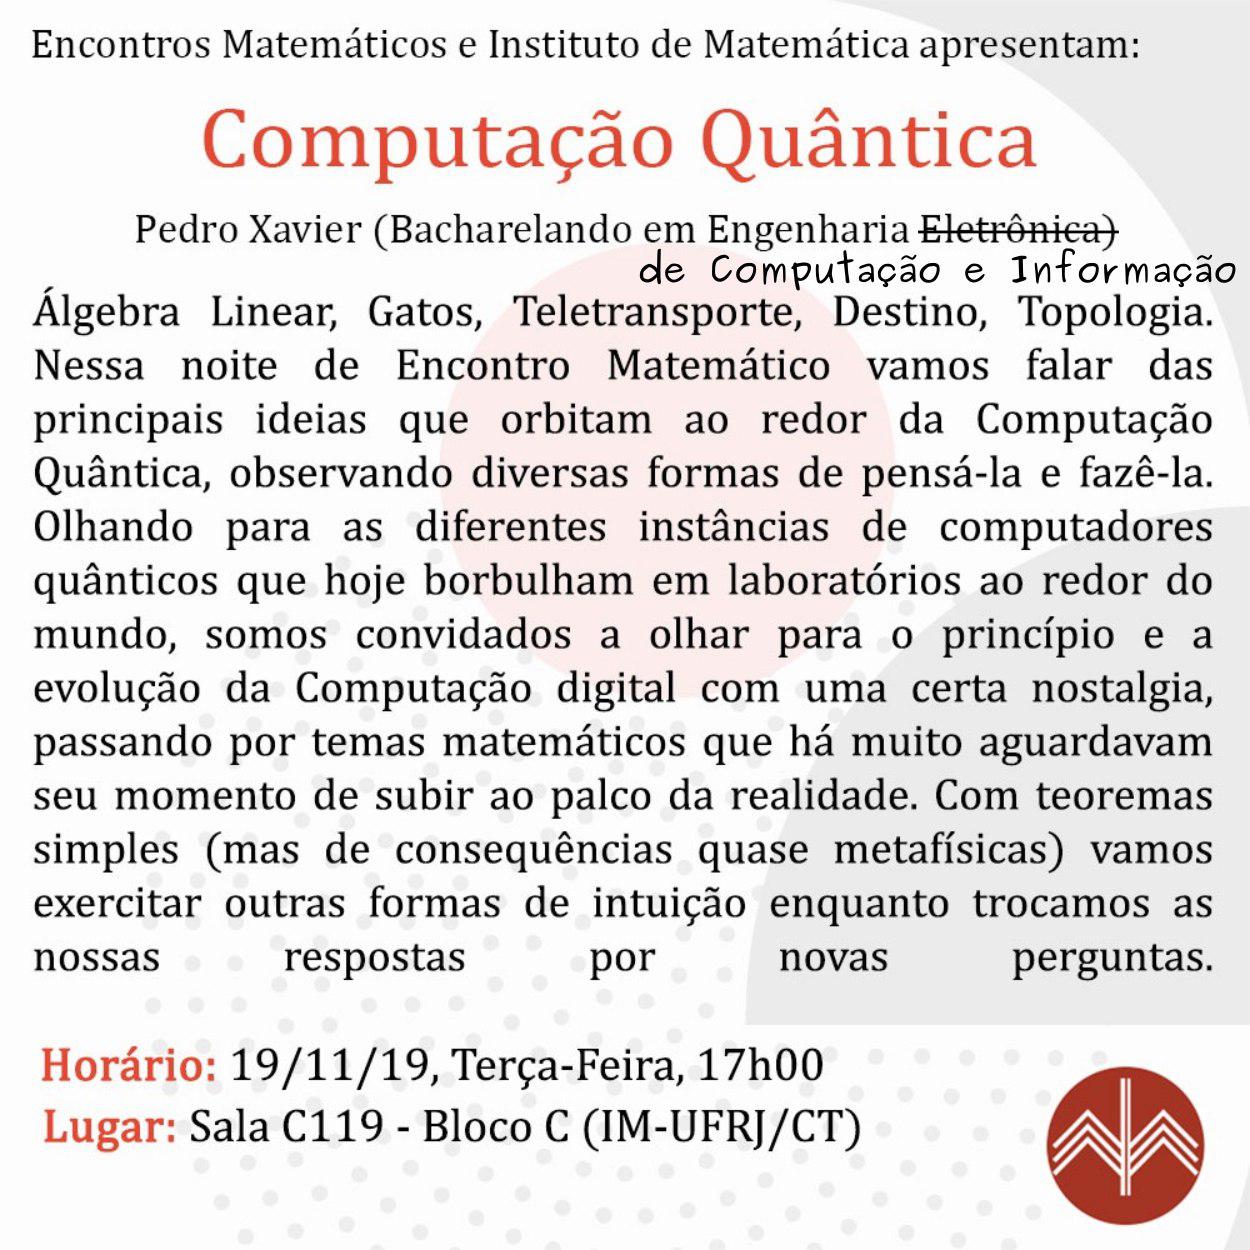 Encontros Matemáticos e Instituto de Matemática apresentam:
Computação Quântica
Pedro Xavier (Bacharelando em Engenharia Eletrônica)
de Computação e Informação
Álgebra Linear, Gatos, Teletransporte, Destino, Topologia.
Nessa noite de Encontro Matemático vamos falar das
principais ideias que orbitam ao redor da Computação
Quântica, observando diversas formas de pensá-la e fazê-la.
Olhando para as diferentes instâncias de computadores
quânticos que hoje borbulham em laboratórios ao redor do
mundo, somos convidados a olhar para o princípio e a
evolução da Computação digital com uma certa nostalgia,
passando por temas matemáticos que há muito aguardavam
seu momento de subir ao palco da realidade. Com teoremas
simples (mas de consequências quase metafísicas) vamos
exercitar outras formas de intuição enquanto trocamos as
nossas respostas por novas perguntas.
Horário: 19/11/19, Terça-Feira, 17h00
Lugar: Sala C119 - Bloco C (IM-UFRJ/CT)